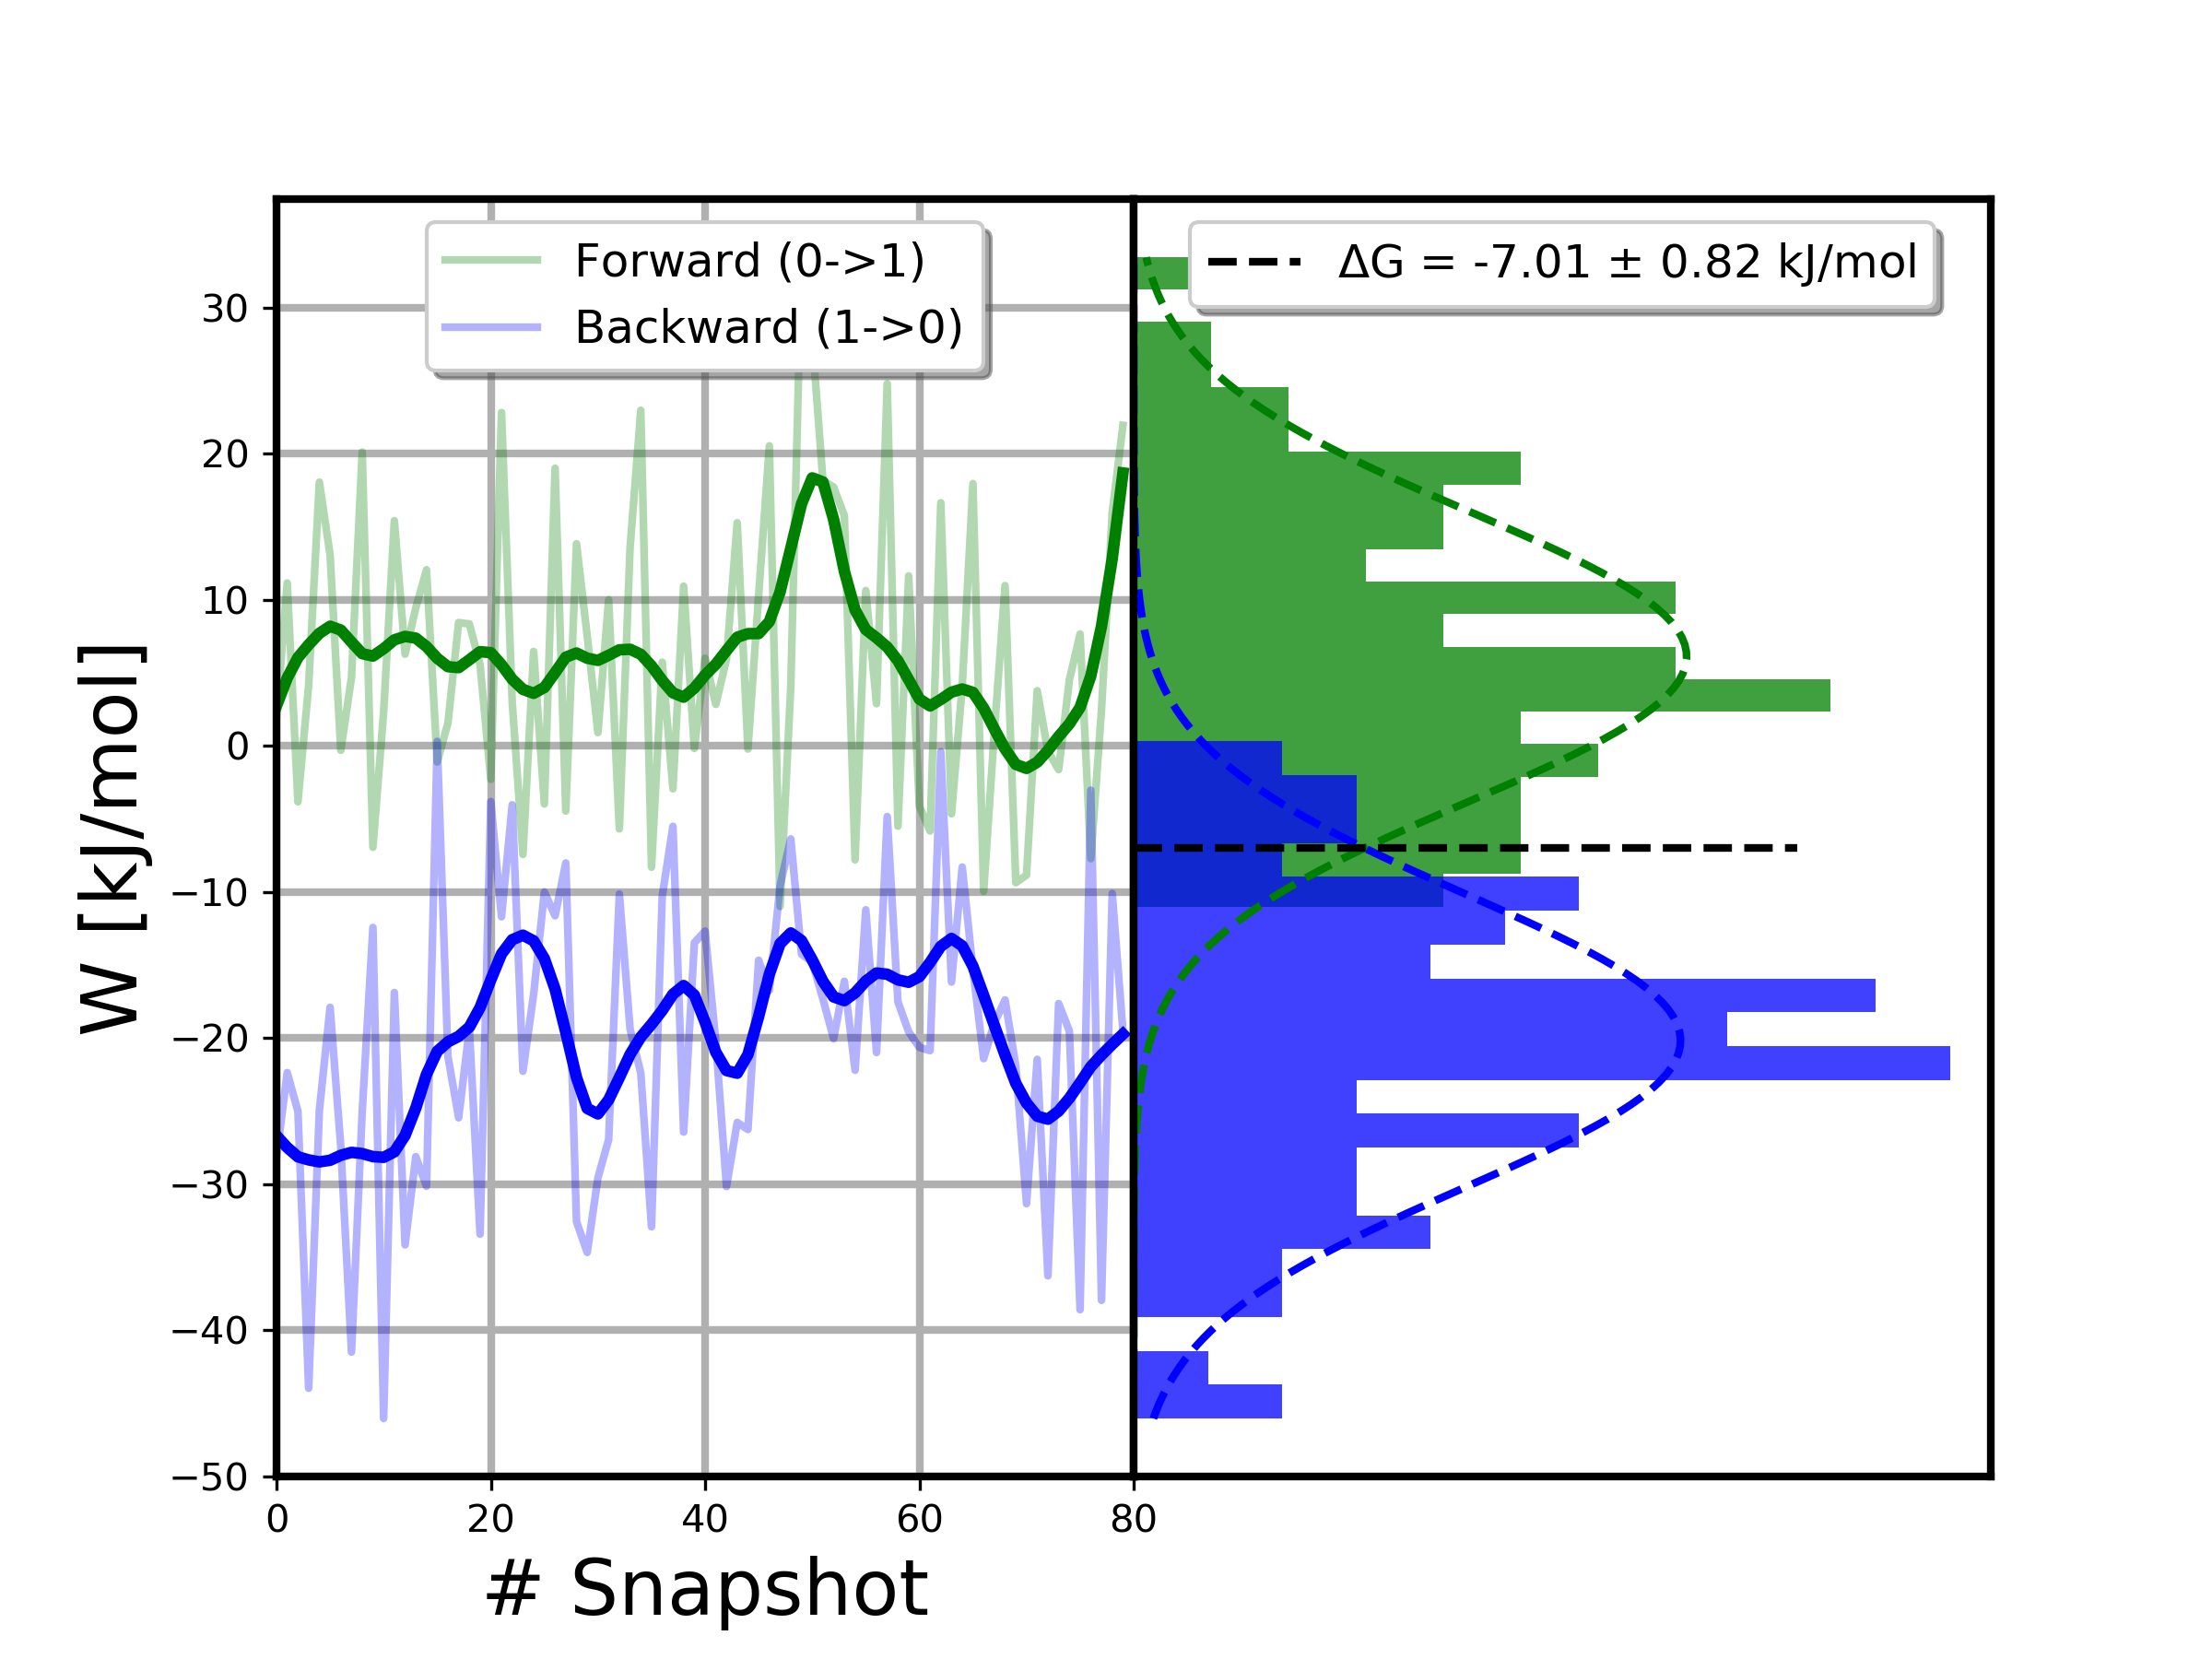 Forward (0->1)
Backward (1->0)
ΔG = -7.01 ± 0.82 kJ/mol
30
20
10
0
−10
−20
−30
−40
−50
W [kJ/mol]
0 20 40 60 80
# Snapshot